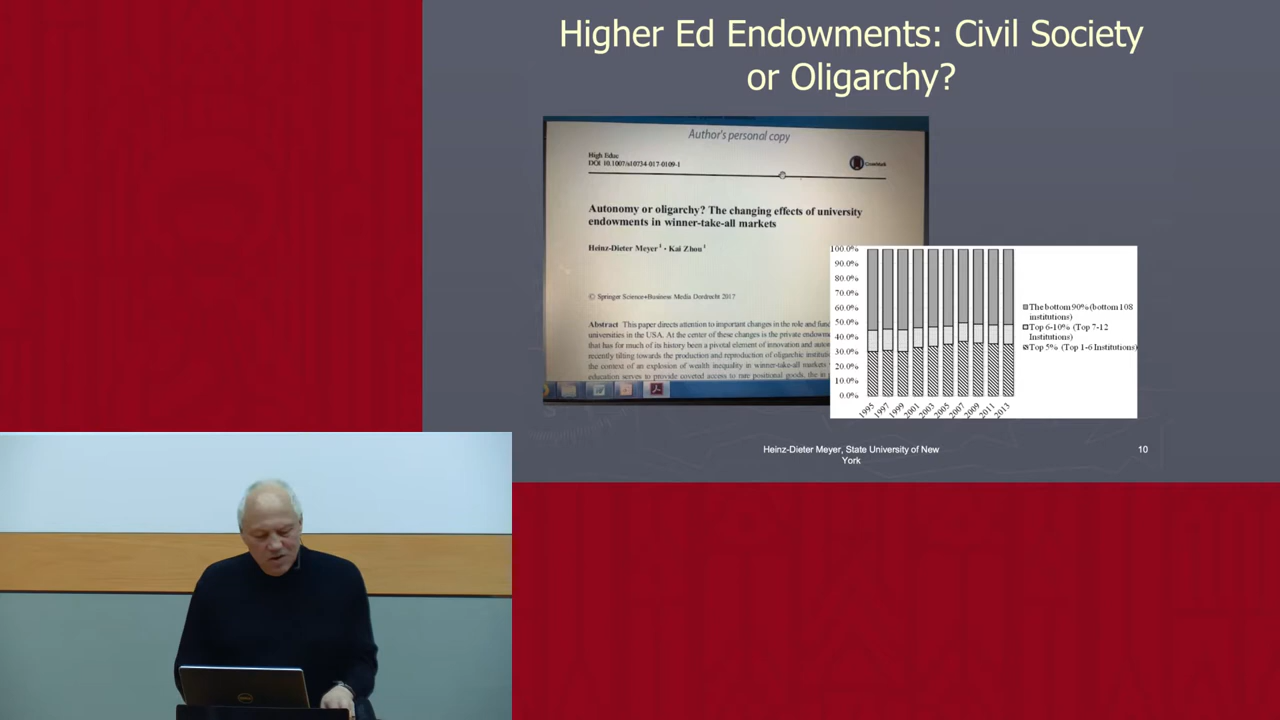 Higher Ed Endowments: Civil Society
or Oligarchy?
Author's personal copy
High Educ
DOI 10.1007/s10734-017-0109-1
CrossMark
Autonomy or oligarchy? The changing effects of university
endowments in winner-take-all markets
Heinz-Dieter Meyer 1 · Kai Zhou 1
© Springer Science+Business Media Dordrecht 2017
Abstract This paper directs attention to important changes in the role and
universities in the USA. At the center of these changes is the private
that has for much of its history been a pivotal element of innovation and
recently tilting towards the production and reproduction of oligarchic
the context of an explosion of wealth inequality in winner-take-all markets
education serves to provide coveted access to rare positional goods, the in
100.0%
90.0%
80.0%
70.0%
60.0%
50.0%
40.0%
30.0%
20.0%
10.0%
0.0%
1995
1997
1999
2001
2003
2005
2007
2009
2011
2013
The bottom 90% (bottom 108
institutions)
Top 6-10% (Top 7-12
Institutions)
Top 5% (Top 1-6 Institutions)
Heinz-Dieter Meyer, State University of New
York
10
DELL